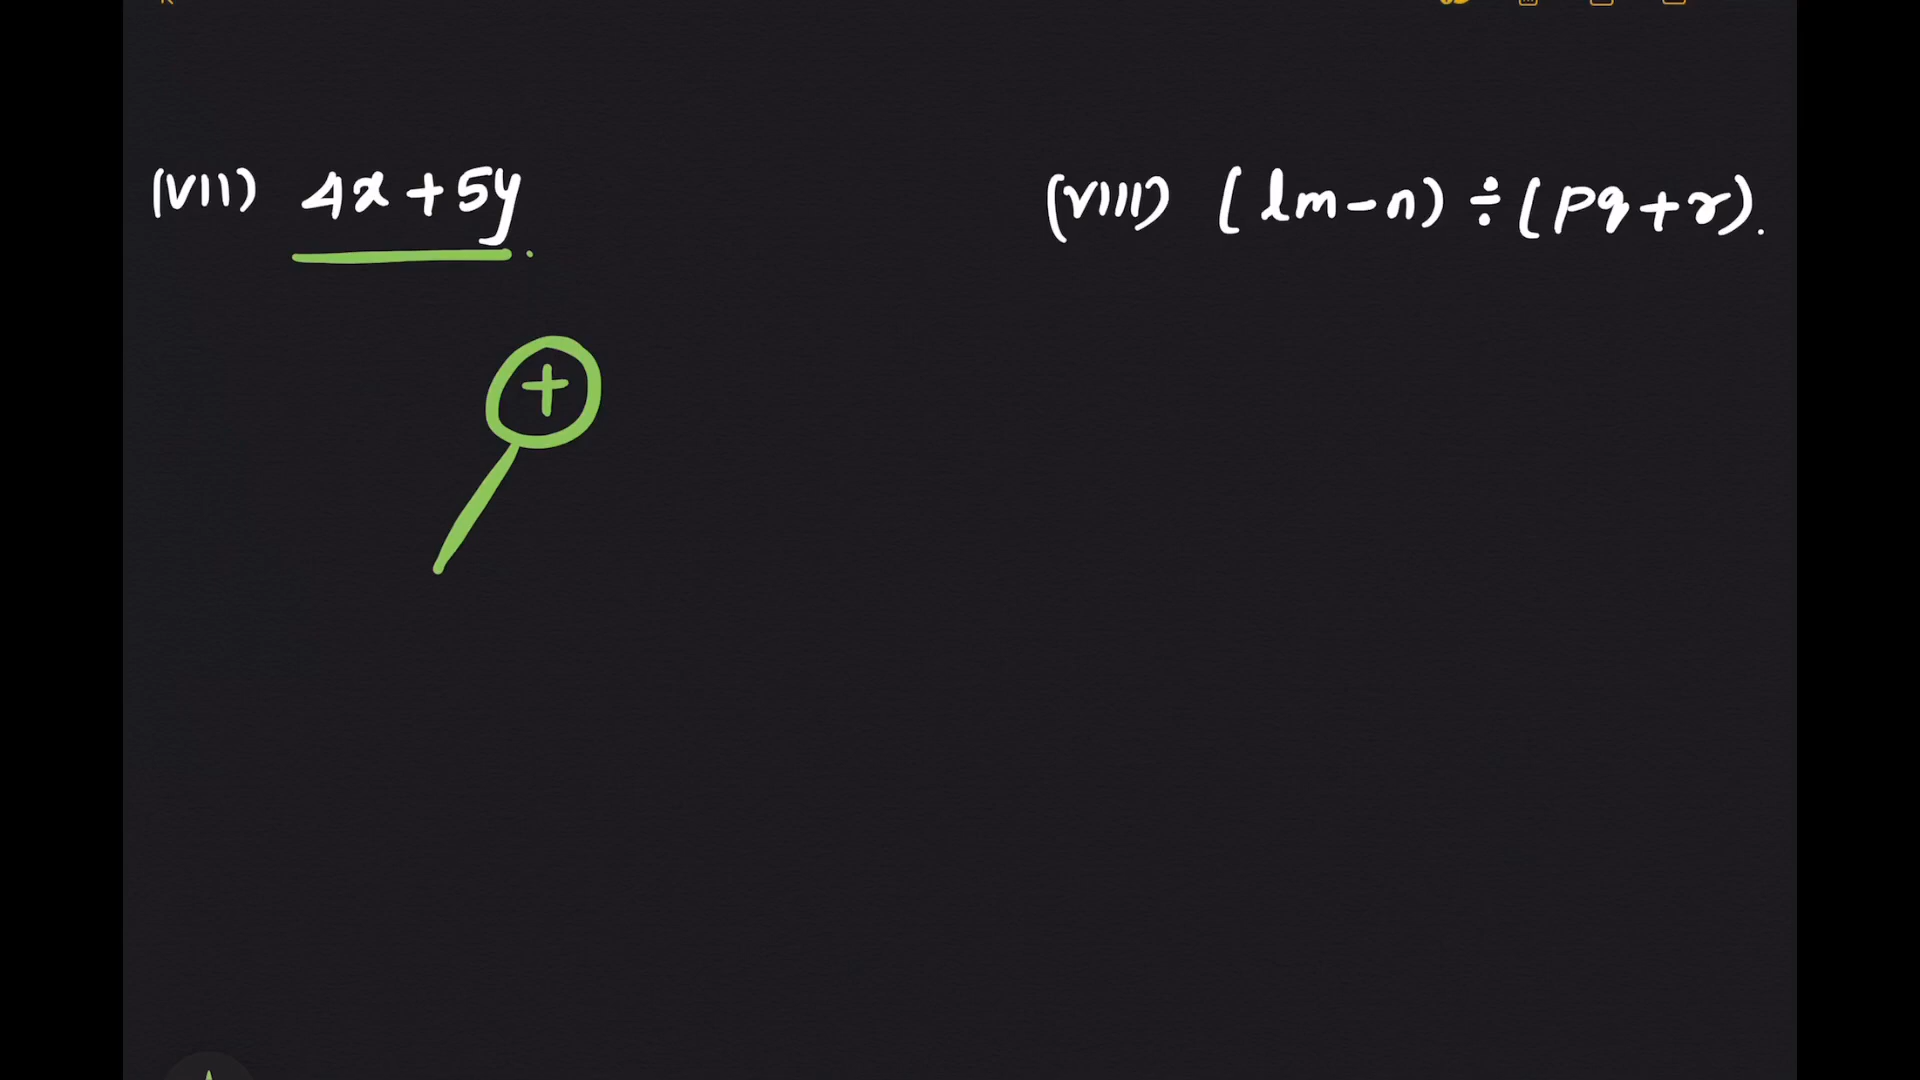 (VII) 4x + 5y
(VIII) (lm - n) ÷ (pq + r).
+